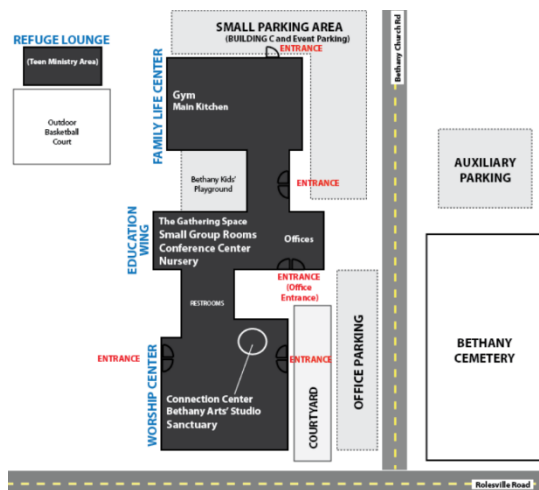 SMALL PARKING AREA
(BUILDING C and Event Parking)
ENTRANCE
Bethany Church Rd
REFUGE LOUNGE
(Teen Ministry Area)
Outdoor
Basketball
Court
FAMILY LIFE CENTER
Gym
Main Kitchen
Bethany Kids'
Playground
ENTRANCE
AUXILIARY
PARKING
EDUCATION
WING
The Gathering Space
Small Group Rooms
Conference Center
Nursery
Offices
ENTRANCE
(Office
Entrance)
RESTROOMS
ENTRANCE
WORSHIP CENTER
ENTRANCE
Connection Center
Bethany Arts' Studio
Sanctuary
COURTYARD
OFFICE PARKING
BETHANY
CEMETERY
Rolesville Road